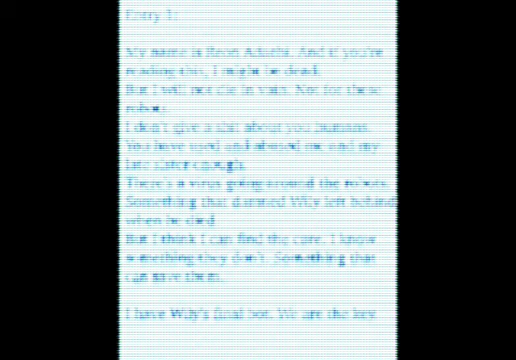 Entry 1:
My name is Bruce Adachi. And if you're
reading this, I might be dead.
But I will not die in vain. Not for these
robots.
I don't give a damn about you humans.
You have used and abused me and my
late sister enough.
There's a virus going around the robots.
Something that damned Wily left behind
when he died.
But I think I can find the cure. I know
something they don't. Something that
can save them.
I have Wily's final bot. We are the key.